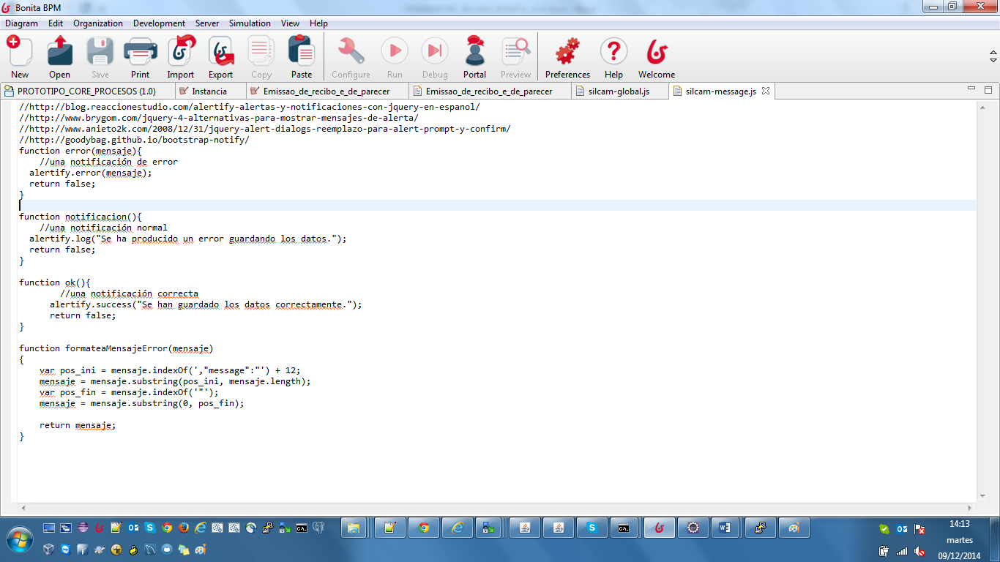 Bonita BPM
Diagram Edit Organization Development Server Simulation View Help
New Open Save Print Import Export Copy Paste Configure Run Debug Portal Preview Preferences Help Welcome
PROTOTIPO_CORE_PROCESOS (1.0) Instancia Emissao_de_recibo_e_de_parecer Emissao_de_recibo_e_de_parecer silcam-global.js silcam-message.js
//http://blog.reaccionestudio.com/alertify-alertas-y-notificaciones-con-jquery-en-espanol/
//http://www.brygom.com/jquery-4-alternativas-para-mostrar-mensajes-de-alerta/
//http://www.anieto2k.com/2008/12/31/jquery-alert-dialogs-reemplazo-para-alert-prompt-y-confirm/
//http://goodybag.github.io/bootstrap-notify/
function error(mensaje){
//una notificación de error
alertify.error(mensaje);
return false;
}
function notificacion(){
//una notificación normal
alertify.log("Se ha producido un error guardando los datos.");
return false;
}
function ok(){
//una notificación correcta
alertify.success("Se han guardado los datos correctamente.");
return false;
}
function formateaMensajeError(mensaje)
{
var pos_ini = mensaje.indexOf(',"message":"') + 12;
mensaje = mensaje.substring(pos_ini, mensaje.length);
var pos_fin = mensaje.indexOf('"');
mensaje = mensaje.substring(0, pos_fin);
return mensaje;
}
14:13
martes
09/12/2014